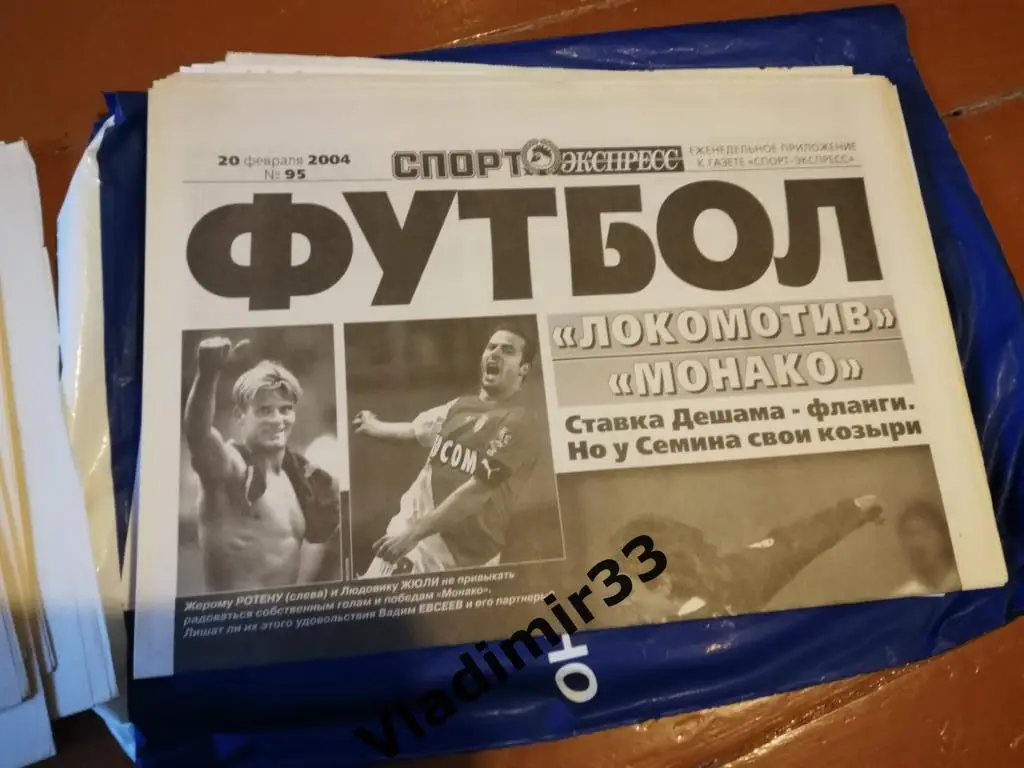 20 февраля 2004
№ 95
СПОРТ ЭКСПРЕСС
ЕЖЕНЕДЕЛЬНОЕ ПРИЛОЖЕНИЕ
К ГАЗЕТЕ «СПОРТ-ЭКСПРЕСС»
ФУТБОЛ
«ЛОКОМОТИВ»
«МОНАКО»
Ставка Дешама - фланги.
Но у Семина свои козыри
Жерому РОТЕНУ (слева) и Людовику ЖЮЛИ не привыкать
радоваться собственным голам и победам «Монако».
Лишат ли их этого удовольствия Вадим ЕВСЕЕВ и его партнеры
vladimir33